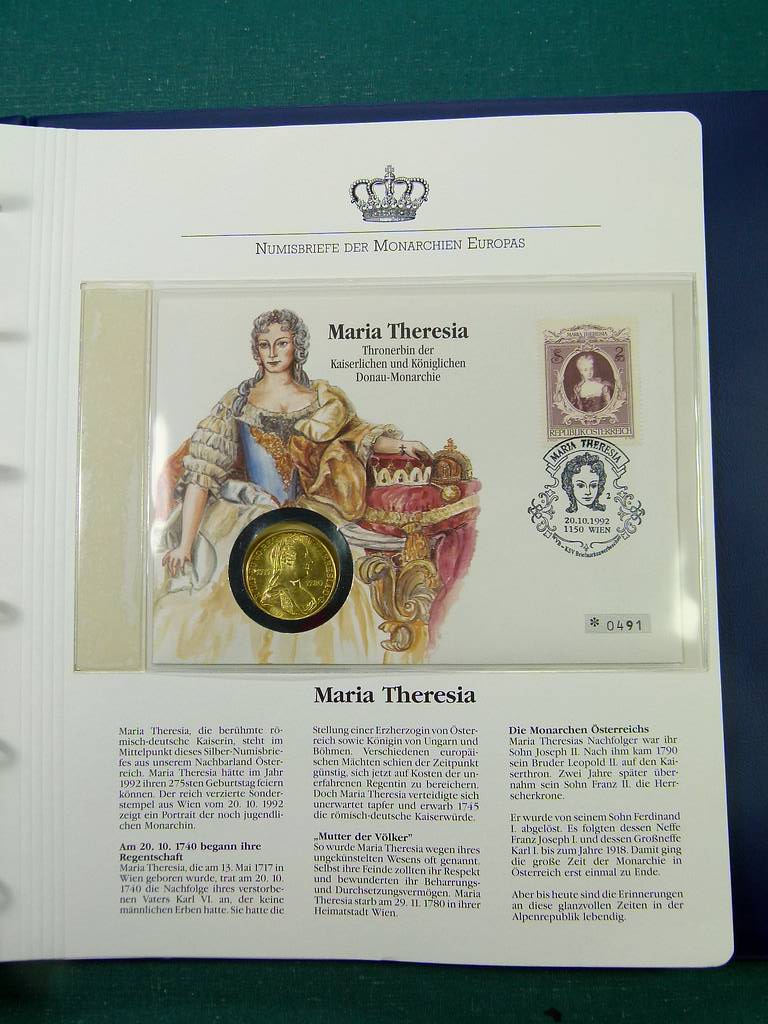 NUMISBRIEFE DER MONARCHIEN EUROPAS
Maria Theresia
Thronerbin der
Kaiserlichen und Königlichen
Donau-Monarchie
MARIA THERESIA
S 2
REPUBLIK ÖSTERREICH
MARIA THERESIA
2
20.10.1992
1150 WIEN
* 0491
Maria Theresia
Maria Theresia, die berühmte rö-
misch-deutsche Kaiserin, steht im
Mittelpunkt dieses Silber-Numisbrie-
fes aus unserem Nachbarland Öster-
reich. Maria Theresia hätte im Jahr
1992 ihren 275sten Geburtstag feiern
können. Der reich verzierte Sonder-
stempel aus Wien vom 20. 10. 1992
zeigt ein Portrait der noch jugendli-
chen Monarchin.
Am 20. 10. 1740 begann ihre
Regentschaft
Maria Theresia, die am 13. Mai 1717 in
Wien geboren wurde, trat am 20. 10.
1740 die Nachfolge ihres verstorbe-
nen Vaters Karl VI. an, der keine
männlichen Erben hatte. Sie hatte die
Stellung einer Erzherzogin von Öster-
reich sowie Königin von Ungarn und
Böhmen. Verschiedenen europäi-
schen Mächten schien der Zeitpunkt
günstig, sich jetzt auf Kosten der un-
erfahrenen Regentin zu bereichern.
Doch Maria Theresia verteidigte sich
unerwartet tapfer und erwarb 1745
die römisch-deutsche Kaiserwürde.
„Mutter der Völker"
So wurde Maria Theresia wegen ihres
ungekünstelten Wesens oft genannt.
Selbst ihre Feinde zollten ihr Respekt
und bewunderten ihr Beharrungs-
und Durchsetzungsvermögen. Maria
Theresia starb am 29. 11. 1780 in ihrer
Heimatstadt Wien.
Die Monarchen Österreichs
Maria Theresias Nachfolger war ihr
Sohn Joseph II. Nach ihm kam 1790
sein Bruder Leopold II. auf den Kai-
serthron. Zwei Jahre später über-
nahm sein Sohn Franz II. die Herr-
scherkrone.
Er wurde von seinem Sohn Ferdinand
I. abgelöst. Es folgten dessen Neffe
Franz Joseph I. und dessen Großneffe
Karl I. bis zum Jahre 1918. Damit ging
die große Zeit der Monarchie in
Österreich erst einmal zu Ende.
Aber bis heute sind die Erinnerungen
an diese glanzvollen Zeiten in der
Alpenrepublik lebendig.